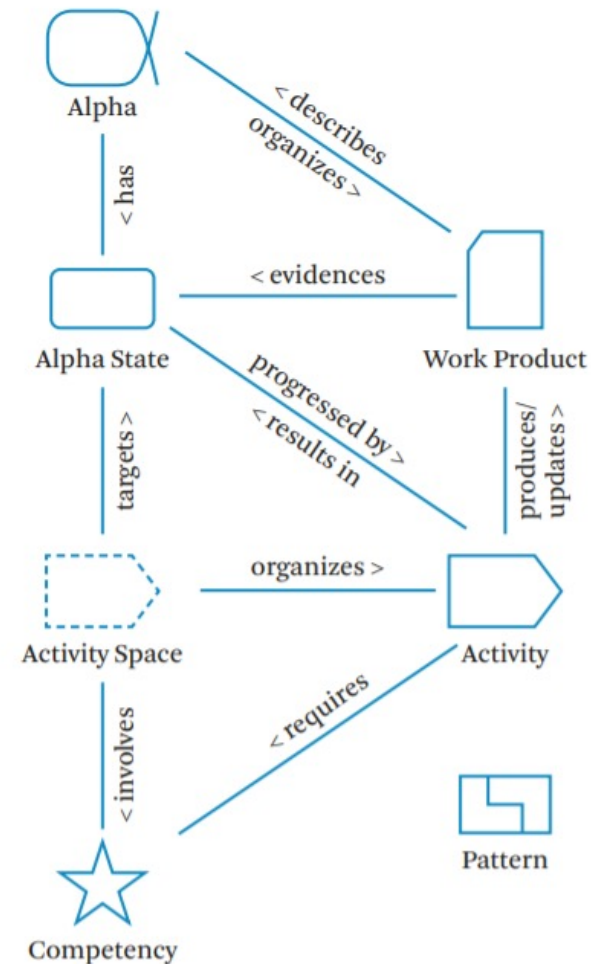 Alpha
< describes
organizes >
< has
< evidences
Alpha State
Work Product
progressed by >
< results in
targets >
produces/
updates >
organizes >
Activity Space
Activity
< requires
< involves
Pattern
Competency